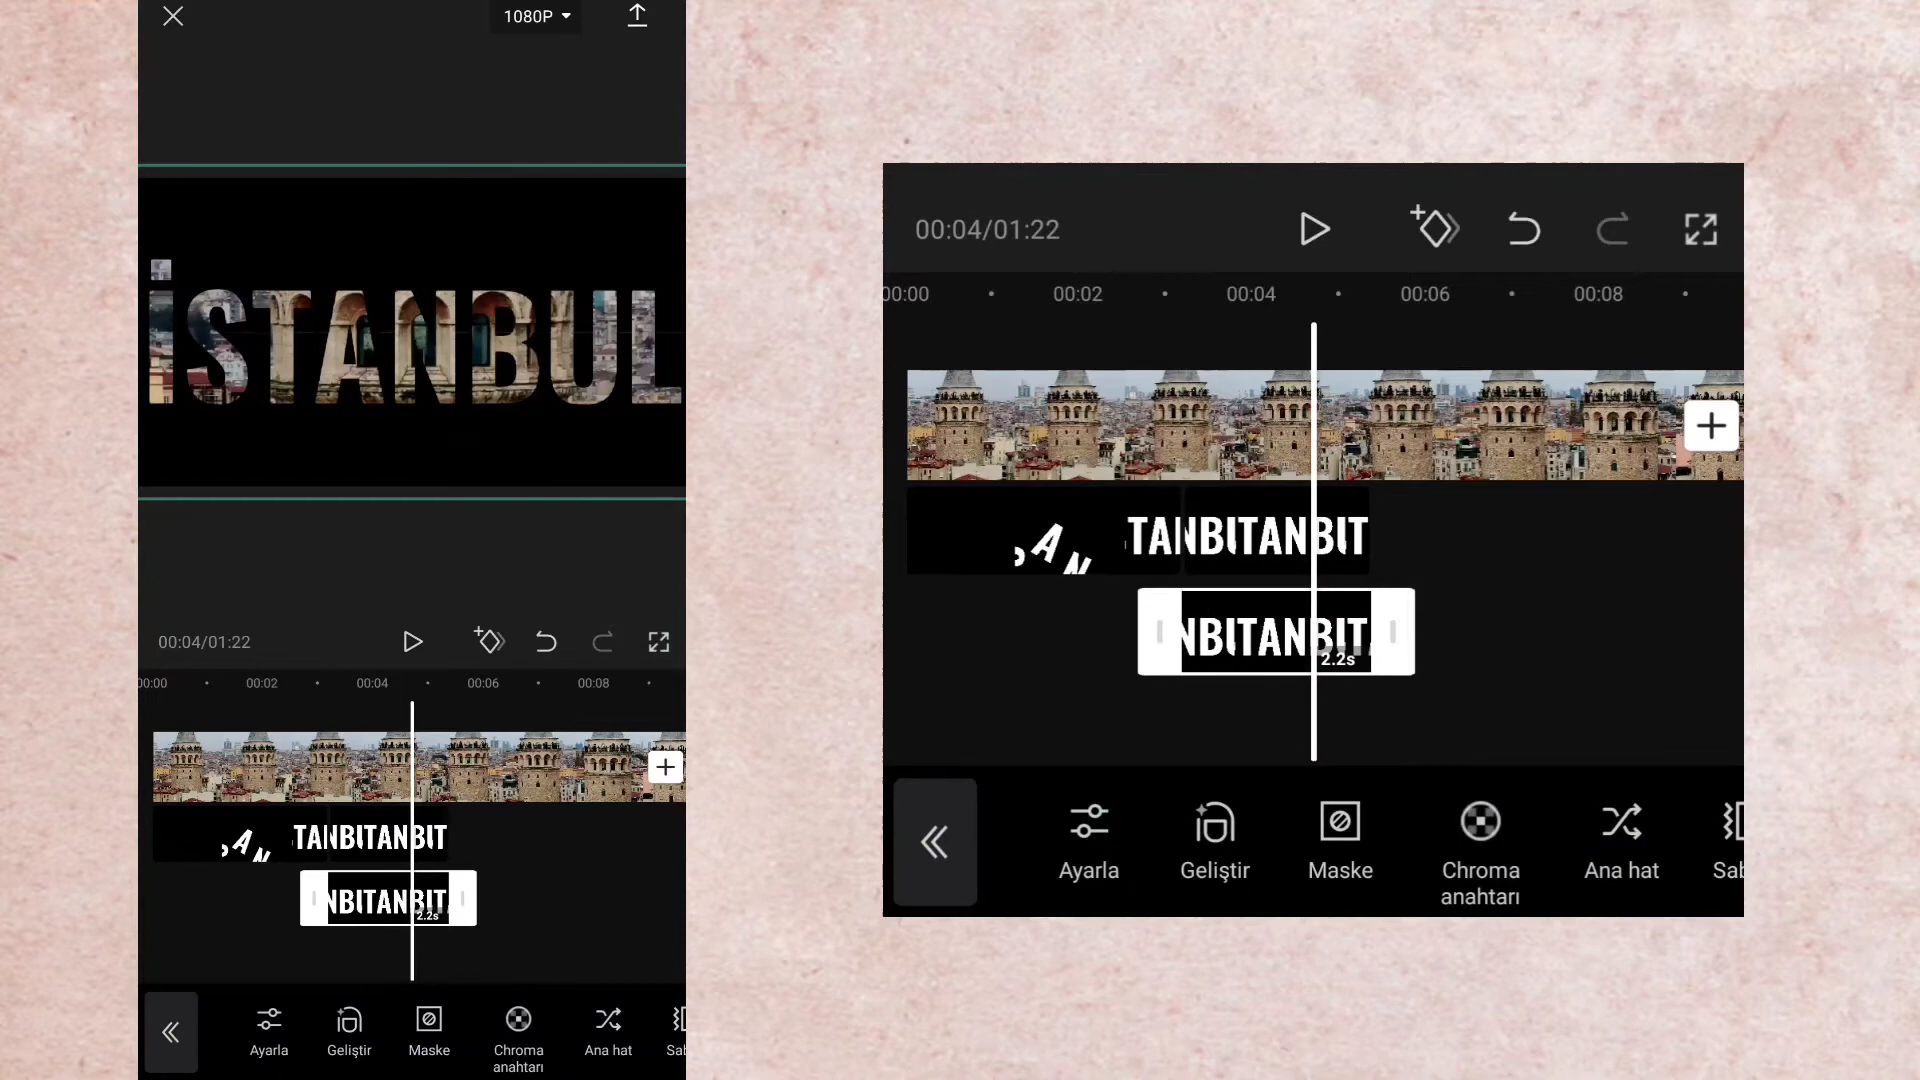 1080P
İSTANBUL
00:04/01:22
00:00
00:02
00:04
00:06
00:08
TANBITANBIT
NBITANBIT
2.2s
Ayarla
Geliştir
Maske
Chroma
anahtarı
Ana hat
00:04/01:22
00:00
00:02
00:04
00:06
00:08
AN
TANBITANBIT
NBITANBIT
2.2s
Ayarla
Geliştir
Maske
Chroma
anahtarı
Ana hat